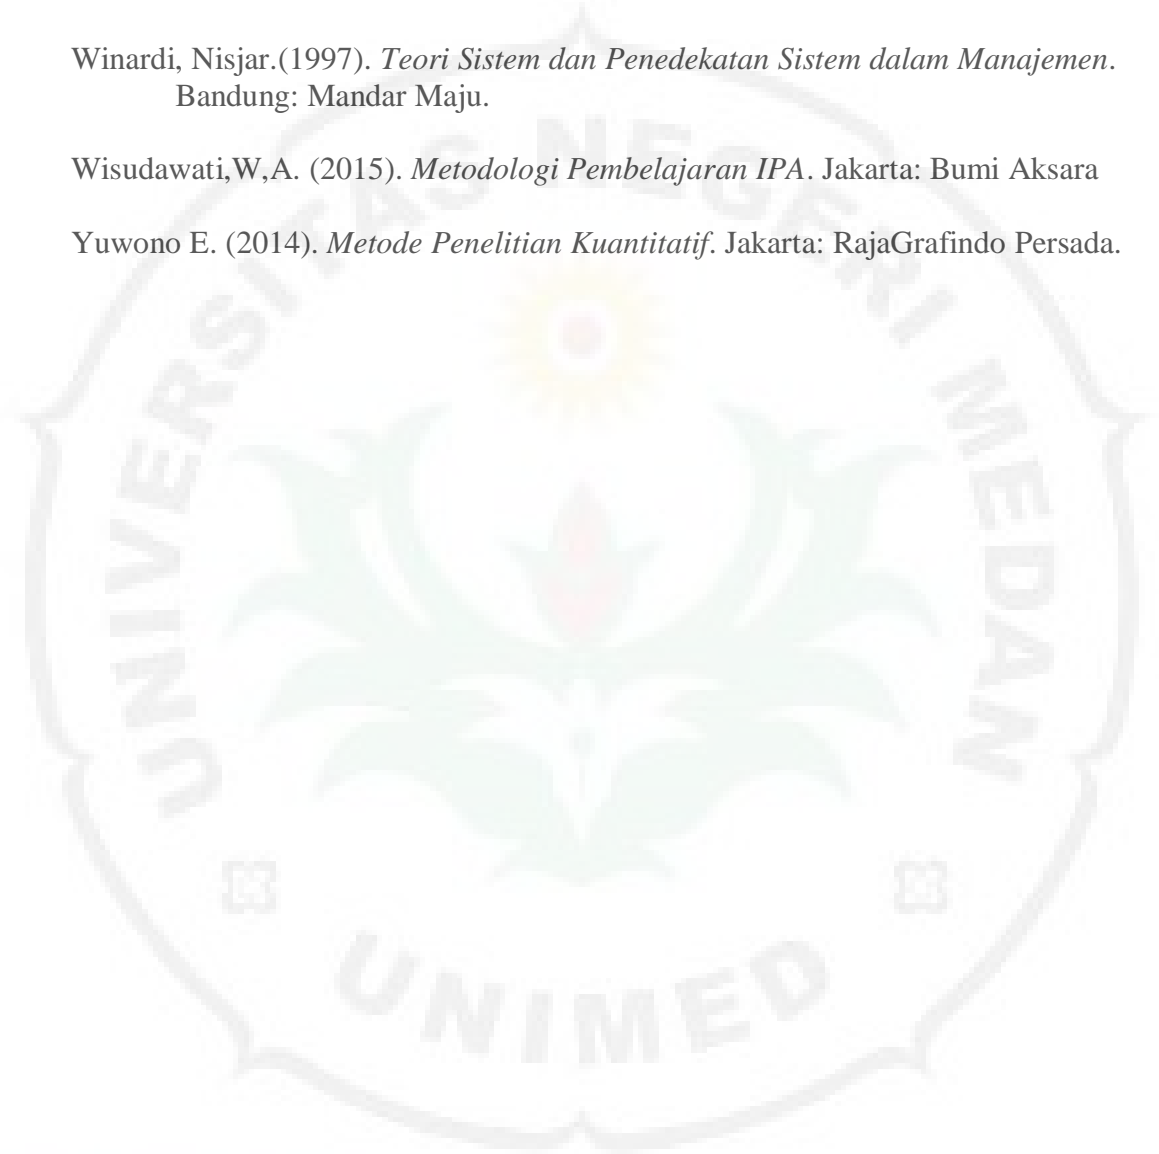 Winardi, Nisjar.(1997). Teori Sistem dan Penedekatan Sistem dalam Manajemen.
Bandung: Mandar Maju.
Wisudawati,W,A. (2015). Metodologi Pembelajaran IPA. Jakarta: Bumi Aksara
Yuwono E. (2014). Metode Penelitian Kuantitatif. Jakarta: RajaGrafindo Persada.
UNIVERSITAS NEGERI MEDAN
UNIMED